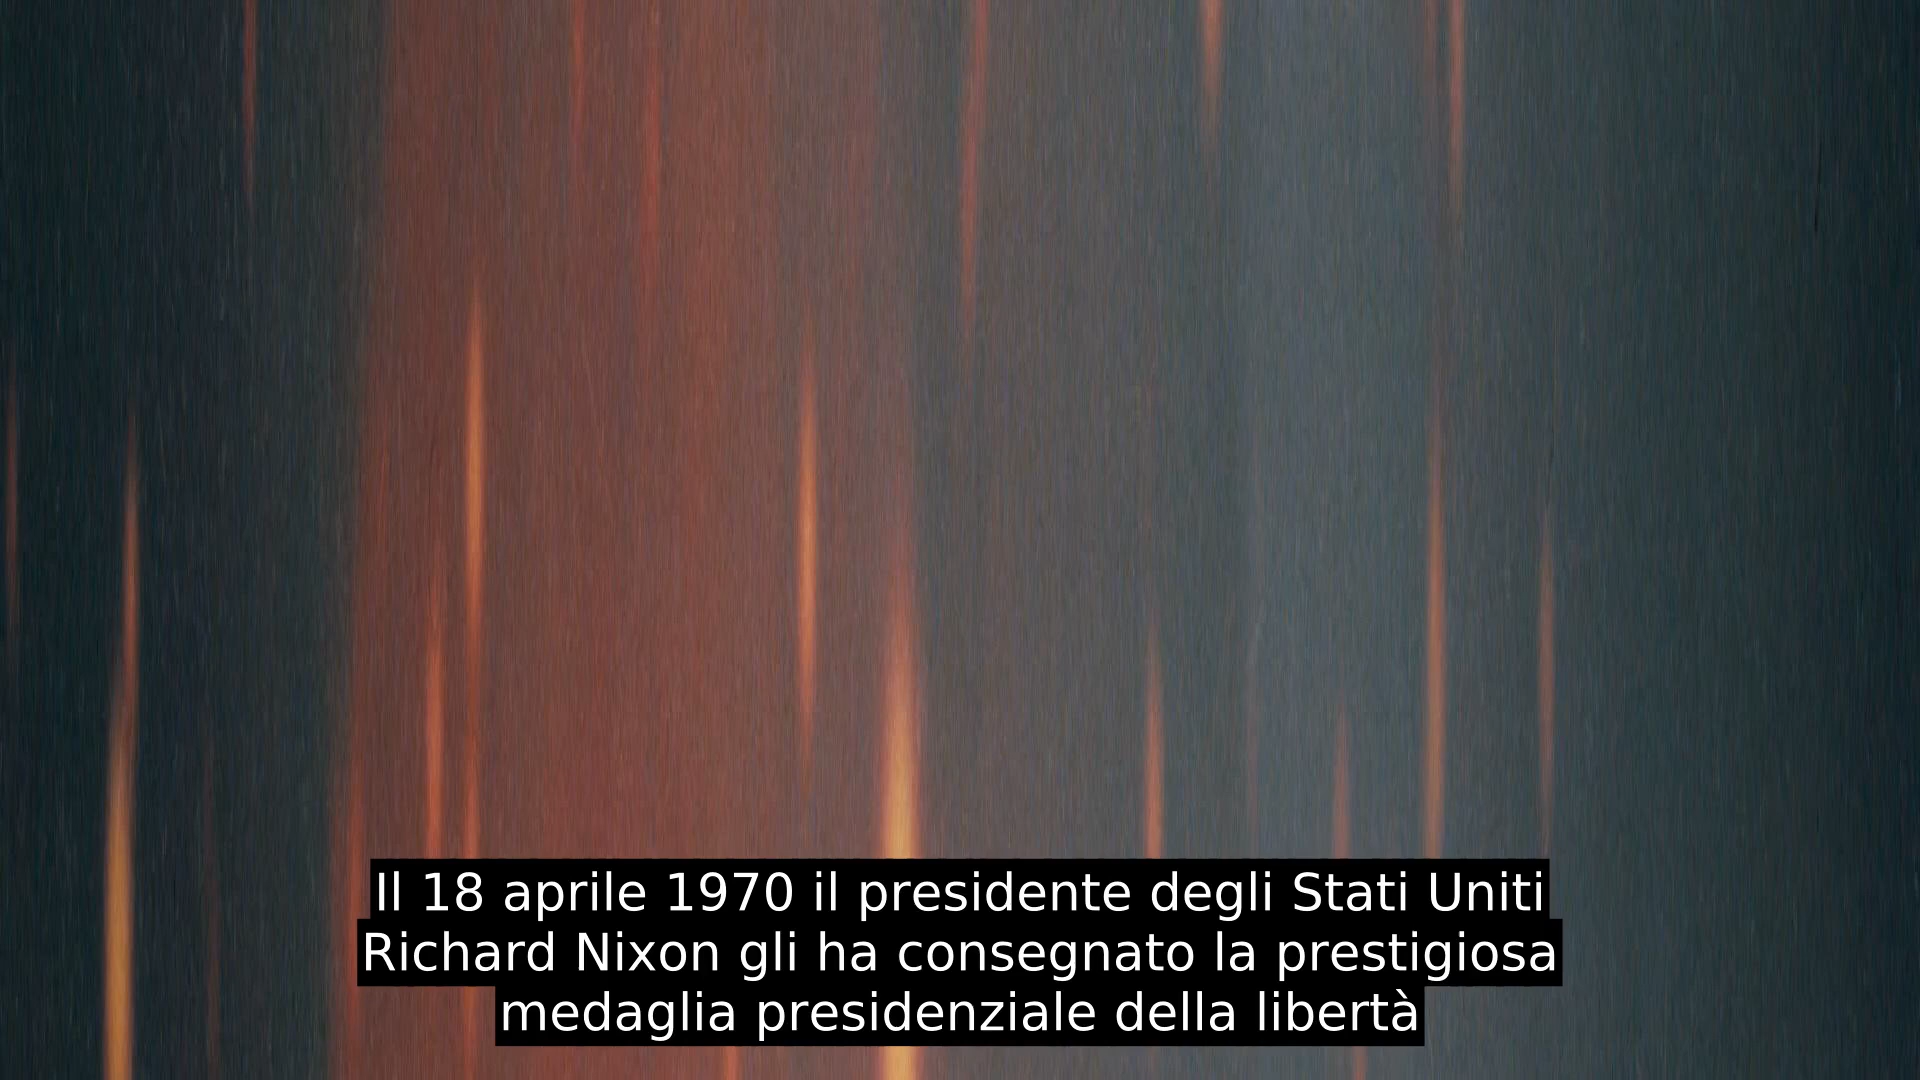 Il 18 aprile 1970 il presidente degli Stati Uniti
Richard Nixon gli ha consegnato la prestigiosa
medaglia presidenziale della libertà